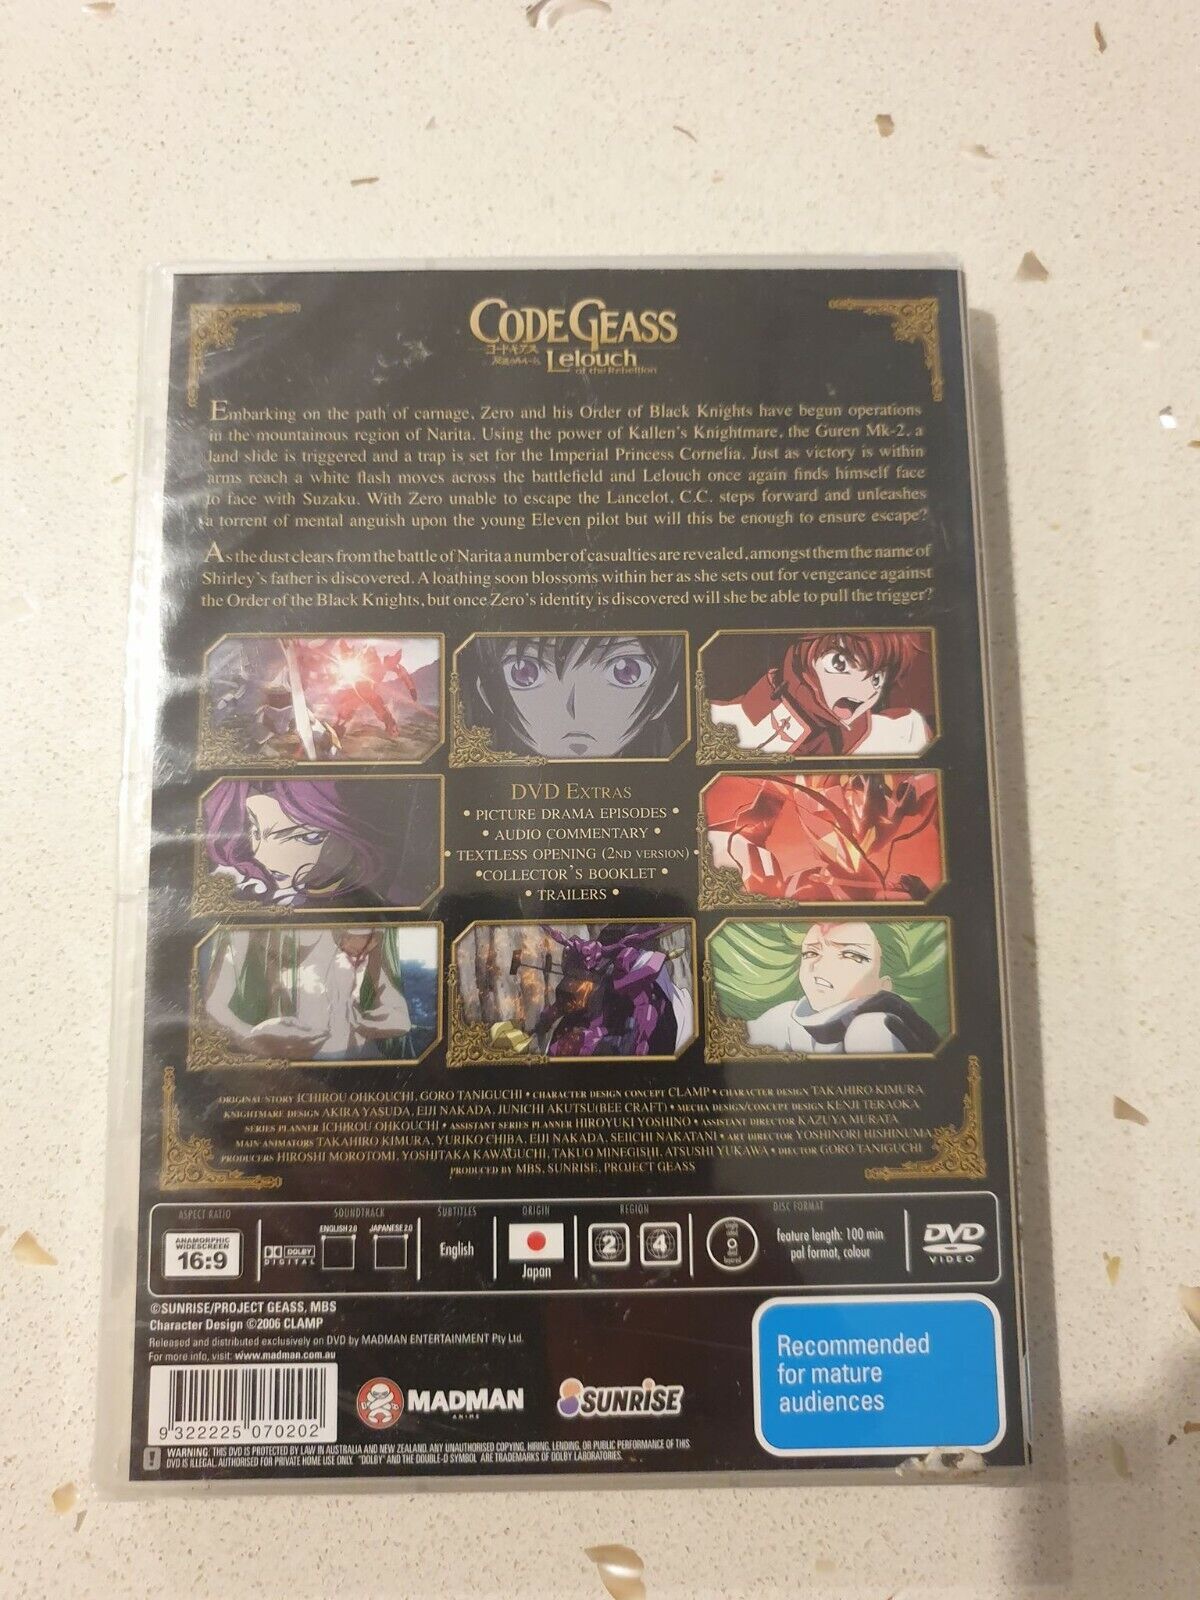 CODE GEASS
コードギアス
反逆のルルーシュ
Lelouch
of the Rebellion
Embarking on the path of carnage, Zero and his Order of Black Knights have begun operations
in the mountainous region of Narita. Using the power of Kallen's Knightmare, the Guren Mk-2, a
land slide is triggered and a trap is set for the Imperial Princess Cornelia. Just as victory is within
arms reach a white flash moves across the battlefield and Lelouch once again finds himself face
to face with Suzaku. With Zero unable to escape the Lancelot, C.C. steps forward and unleashes
a torrent of mental anguish upon the young Eleven pilot but will this be enough to ensure escape?
As the dust clears from the battle of Narita a number of casualties are revealed, amongst them the name of
Shirley's father is discovered. A loathing soon blossoms within her as she sets out for vengeance against
the Order of the Black Knights, but once Zero's identity is discovered will she be able to pull the trigger?
DVD EXTRAS
• PICTURE DRAMA EPISODES •
• AUDIO COMMENTARY •
• TEXTLESS OPENING (2ND VERSION) •
•COLLECTOR'S BOOKLET •
• TRAILERS •
ORIGINAL STORY ICHIROU OHKOUCHI, GORO TANIGUCHI • CHARACTER DESIGN CONCEPT CLAMP • CHARACTER DESIGN TAKAHIRO KIMURA
KNIGHTMARE DESIGN AKIRA YASUDA, EIJI NAKADA, JUNICHI AKUTSU(BEE CRAFT) • MECHA DESIGN/CONCEPT DESIGN KENJI TERAOKA
SERIES PLANNER ICHIROU OHKOUCHI • ASSISTANT SERIES PLANNER HIROYUKI YOSHINO • ASSISTANT DIRECTOR KAZUYA MURATA
MAIN ANIMATORS TAKAHIRO KIMURA, YURIKO CHIBA, EIJI NAKADA, SEIICHI NAKATANI • ART DIRECTOR YOSHINORI HISHINUMA
PRODUCERS HIROSHI MOROTOMI, YOSHITAKA KAWAGUCHI, TAKUO MINEGISHI, ATSUSHI YUKAWA • DIECTOR GORO TANIGUCHI
PRODUCED BY MBS, SUNRISE, PROJECT GEASS
ASPECT RATIO SOUNDTRACK SUBTITLES ORIGIN REGION DISC FORMAT
ANAMORPHIC
WIDESCREEN
16:9
DOLBY
DIGITAL
ENGLISH 2.0 JAPANESE 2.0
English
Japan
2 4
single
sided
9
dual
layered
feature length: 100 min
pal format, colour
DVD
VIDEO
©SUNRISE/PROJECT GEASS, MBS
Character Design ©2006 CLAMP
Released and distributed exclusively on DVD by MADMAN ENTERTAINMENT Pty Ltd.
For more info, visit: www.madman.com.au
9 322225 070202
MADMAN
ANIME
SUNRISE
Recommended
for mature
audiences
WARNING: THIS DVD IS PROTECTED BY LAW IN AUSTRALIA AND NEW ZEALAND. ANY UNAUTHORISED COPYING, HIRING, LENDING, OR PUBLIC PERFORMANCE OF THIS
DVD IS ILLEGAL. AUTHORISED FOR PRIVATE HOME USE ONLY. "DOLBY" AND THE DOUBLE-D SYMBOL ARE TRADEMARKS OF DOLBY LABORATORIES.